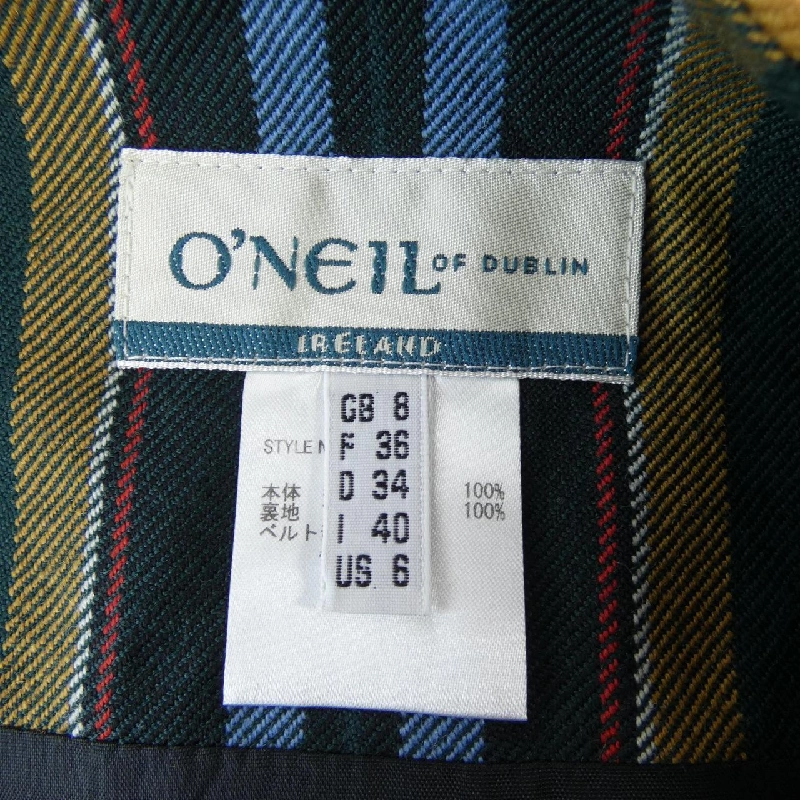 O'NEIL OF DUBLIN
IRELAND
GB 8
F 36
D 34
I 40
US 6
STYLE N
本体 100%
裏地 100%
ベルト